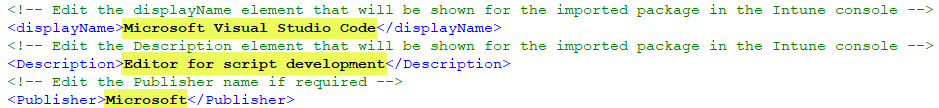 <!-- Edit the displayName element that will be shown for the imported package in the Intune console -->
<displayName>Microsoft Visual Studio Code</displayName>
<!-- Edit the Description element that will be shown for the imported package in the Intune console -->
<Description>Editor for script development</Description>
<!-- Edit the Publisher name if required -->
<Publisher>Microsoft</Publisher>